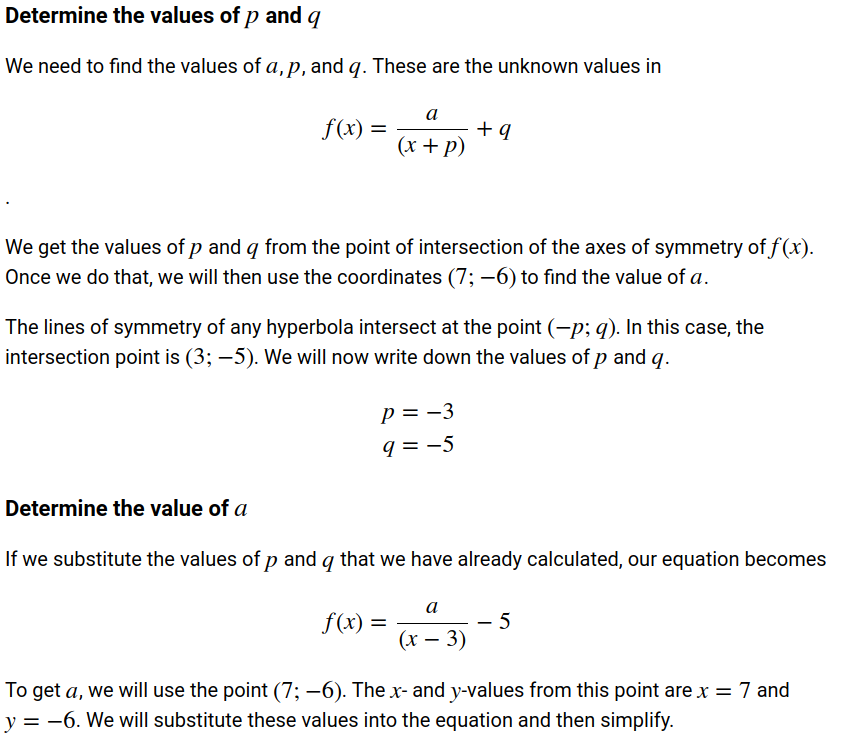 Determine the values of p and q
We need to find the values of a, p, and q. These are the unknown values in
f(x) = a / (x + p) + q
.
We get the values of p and q from the point of intersection of the axes of symmetry of f(x).
Once we do that, we will then use the coordinates (7; −6) to find the value of a.
The lines of symmetry of any hyperbola intersect at the point (−p; q). In this case, the
intersection point is (3; −5). We will now write down the values of p and q.
p = −3
q = −5
Determine the value of a
If we substitute the values of p and q that we have already calculated, our equation becomes
f(x) = a / (x − 3) − 5
To get a, we will use the point (7; −6). The x- and y-values from this point are x = 7 and
y = −6. We will substitute these values into the equation and then simplify.